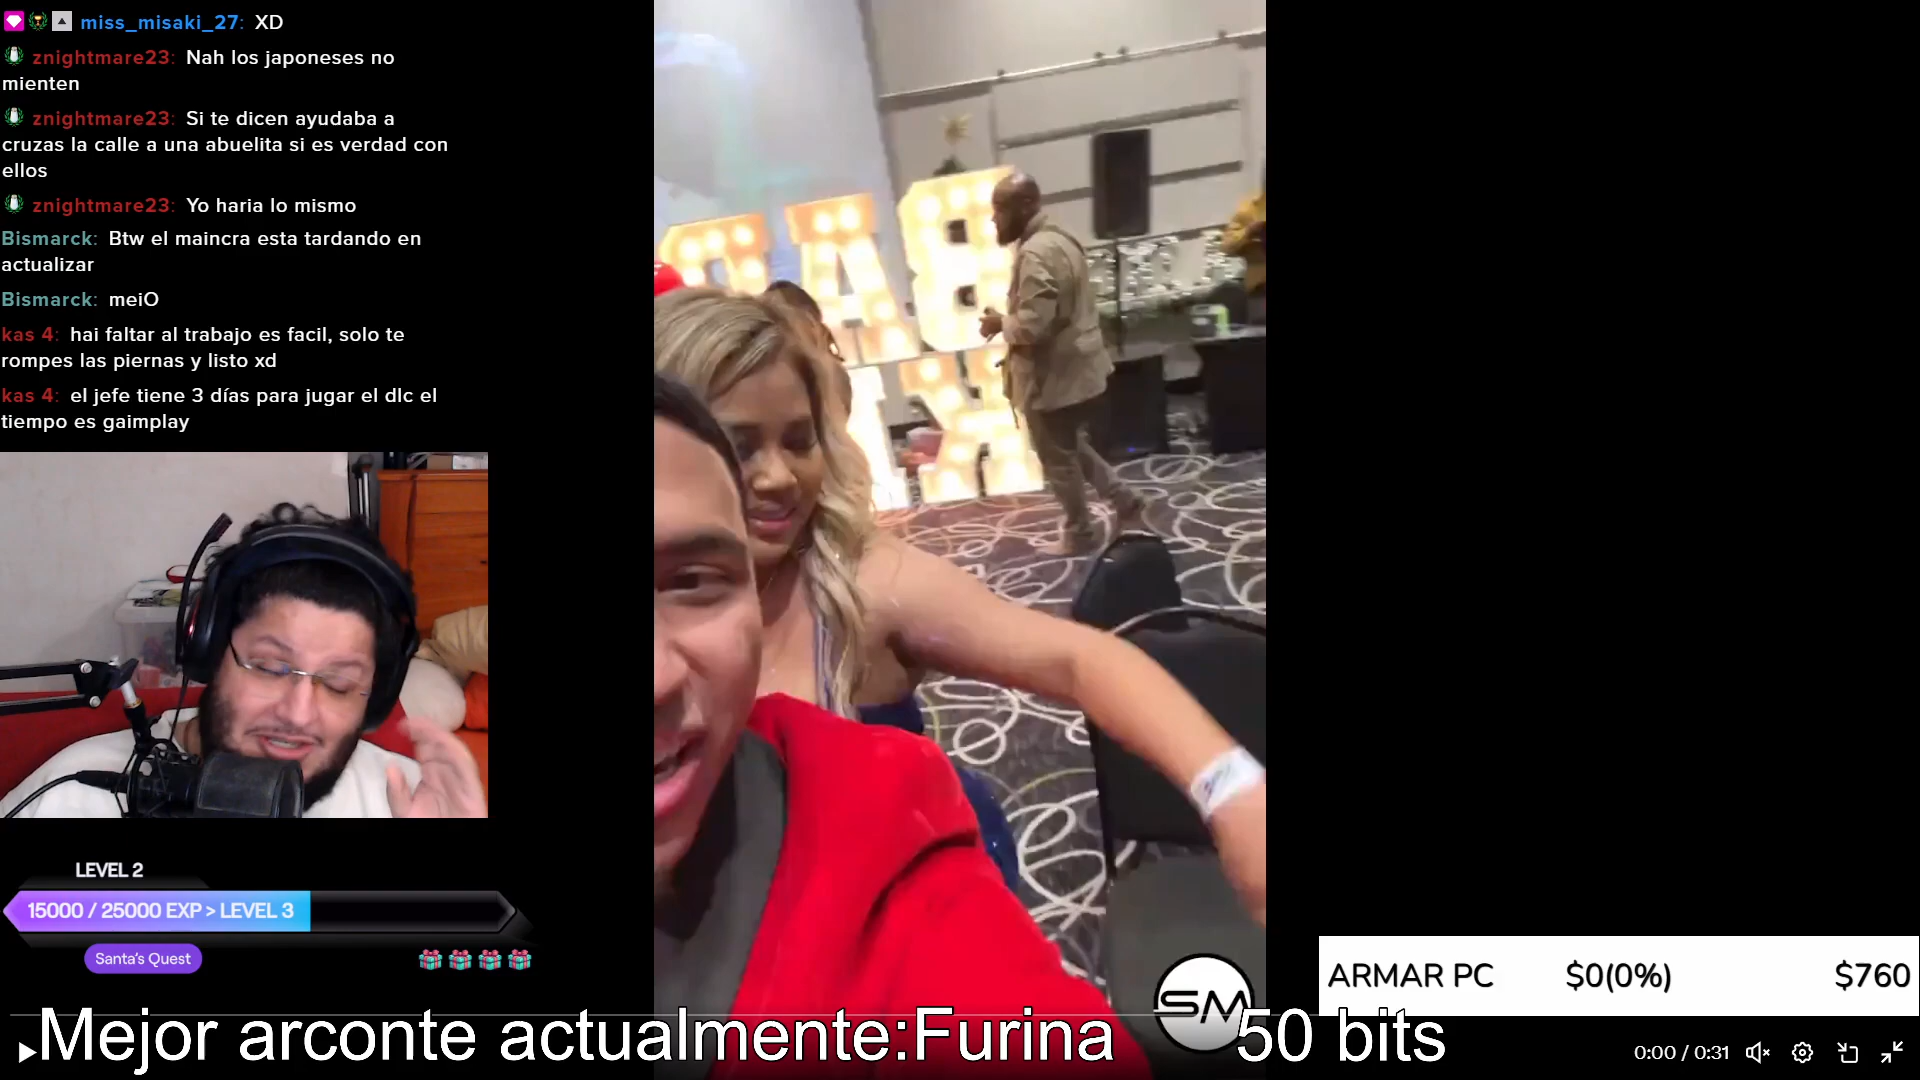 miss_misaki_27: XD
znightmare23: Nah los japoneses no
mienten
znightmare23: Si te dicen ayudaba a
cruzas la calle a una abuelita si es verdad con
ellos
znightmare23: Yo haria lo mismo
Bismarck: Btw el maincra esta tardando en
actualizar
Bismarck: meiO
kas 4: hai faltar al trabajo es facil, solo te
rompes las piernas y listo xd
kas 4: el jefe tiene 3 días para jugar el dlc el
tiempo es gaimplay
LEVEL 2
15000 / 25000 EXP > LEVEL 3
Santa's Quest
SM
ARMAR PC $0(0%) $760
Mejor arconte actualmente:Furina 50 bits
0:00 / 0:31